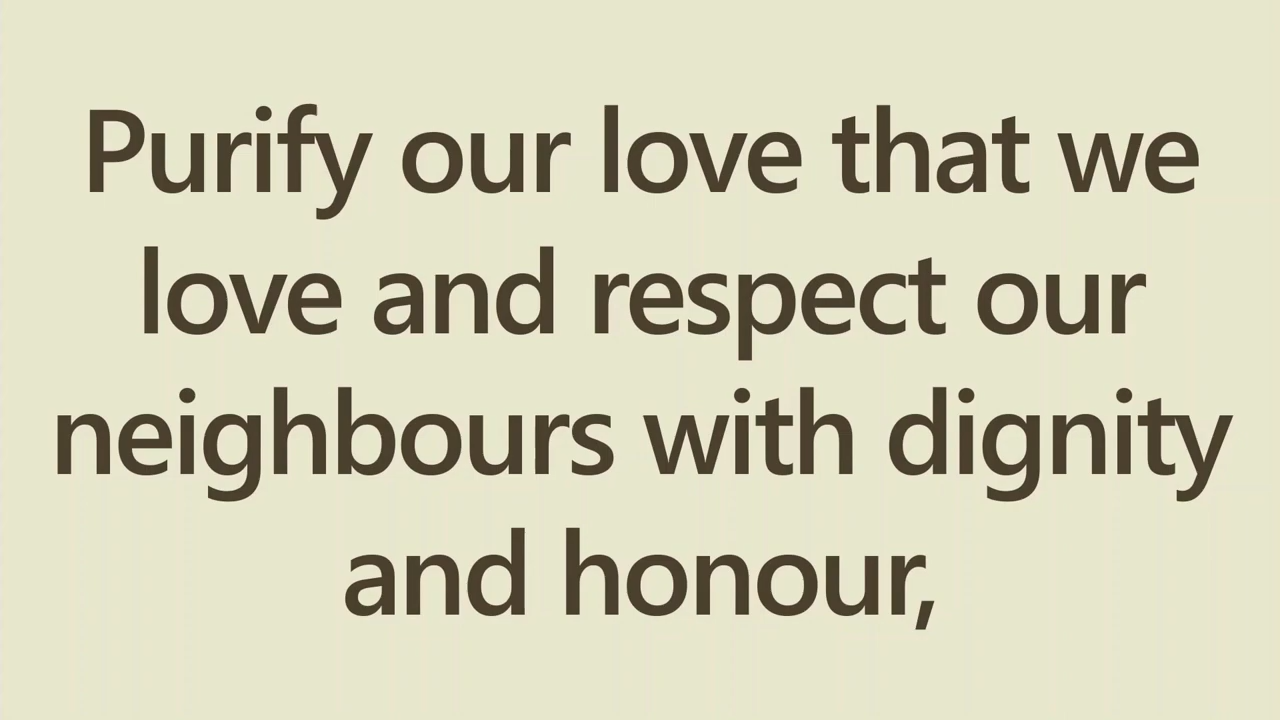 Purify our love that we
love and respect our
neighbours with dignity
and honour,